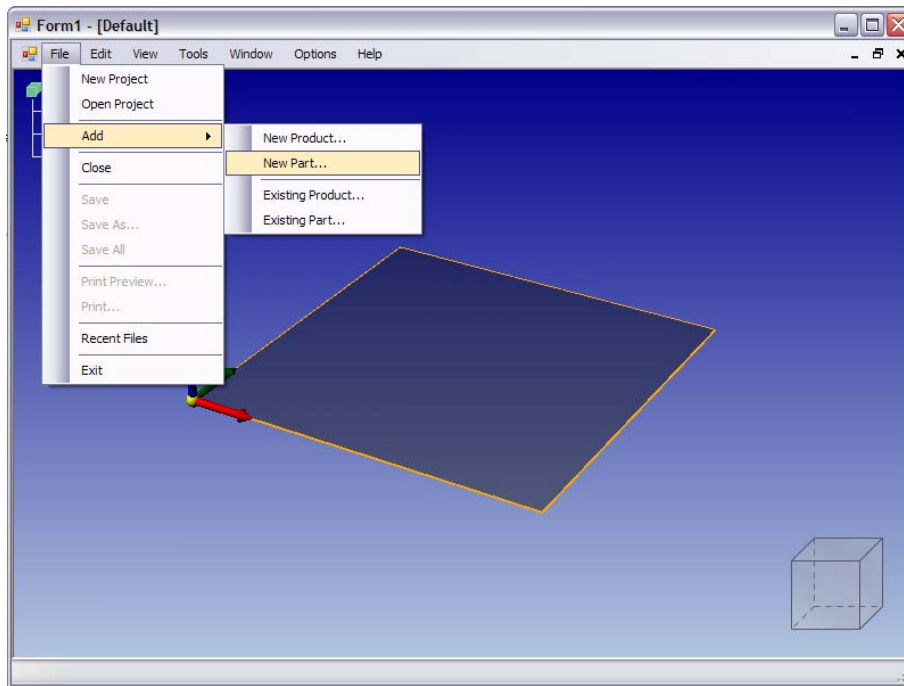 Form1 - [Default]
File Edit View Tools Window Options Help
New Project
Open Project
Add
New Product...
New Part...
Existing Product...
Existing Part...
Close
Save
Save As...
Save All
Print Preview...
Print...
Recent Files
Exit